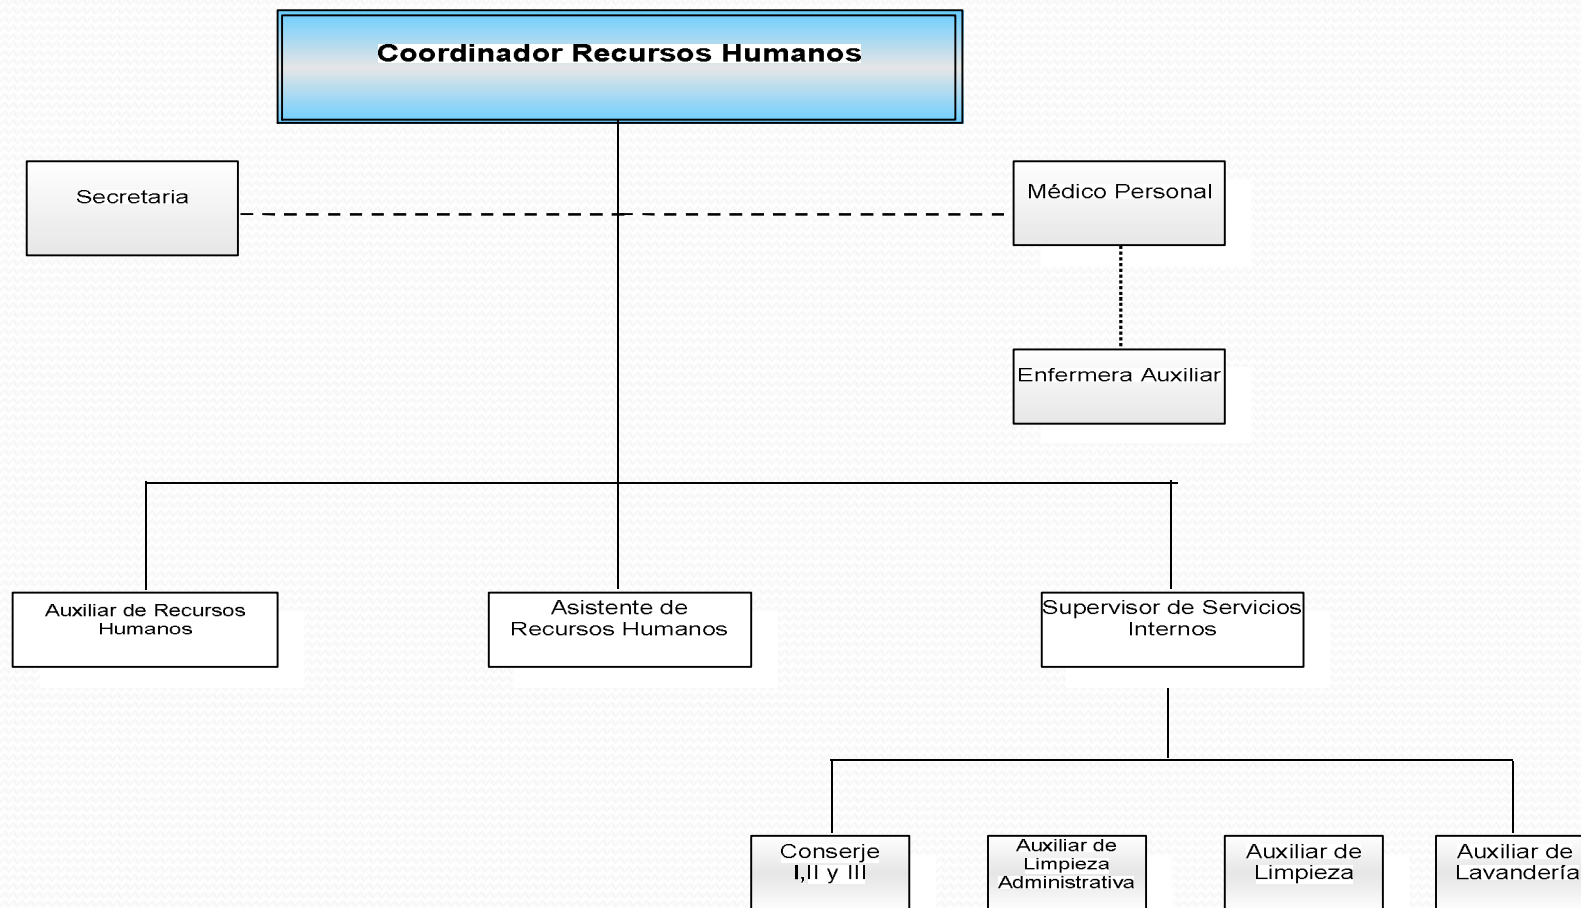 Coordinador Recursos Humanos
Secretaria
Médico Personal
Enfermera Auxiliar
Auxiliar de Recursos
Humanos
Asistente de
Recursos Humanos
Supervisor de Servicios
Internos
Conserje
I,II y III
Auxiliar de
Limpieza
Administrativa
Auxiliar de
Limpieza
Auxiliar de
Lavandería